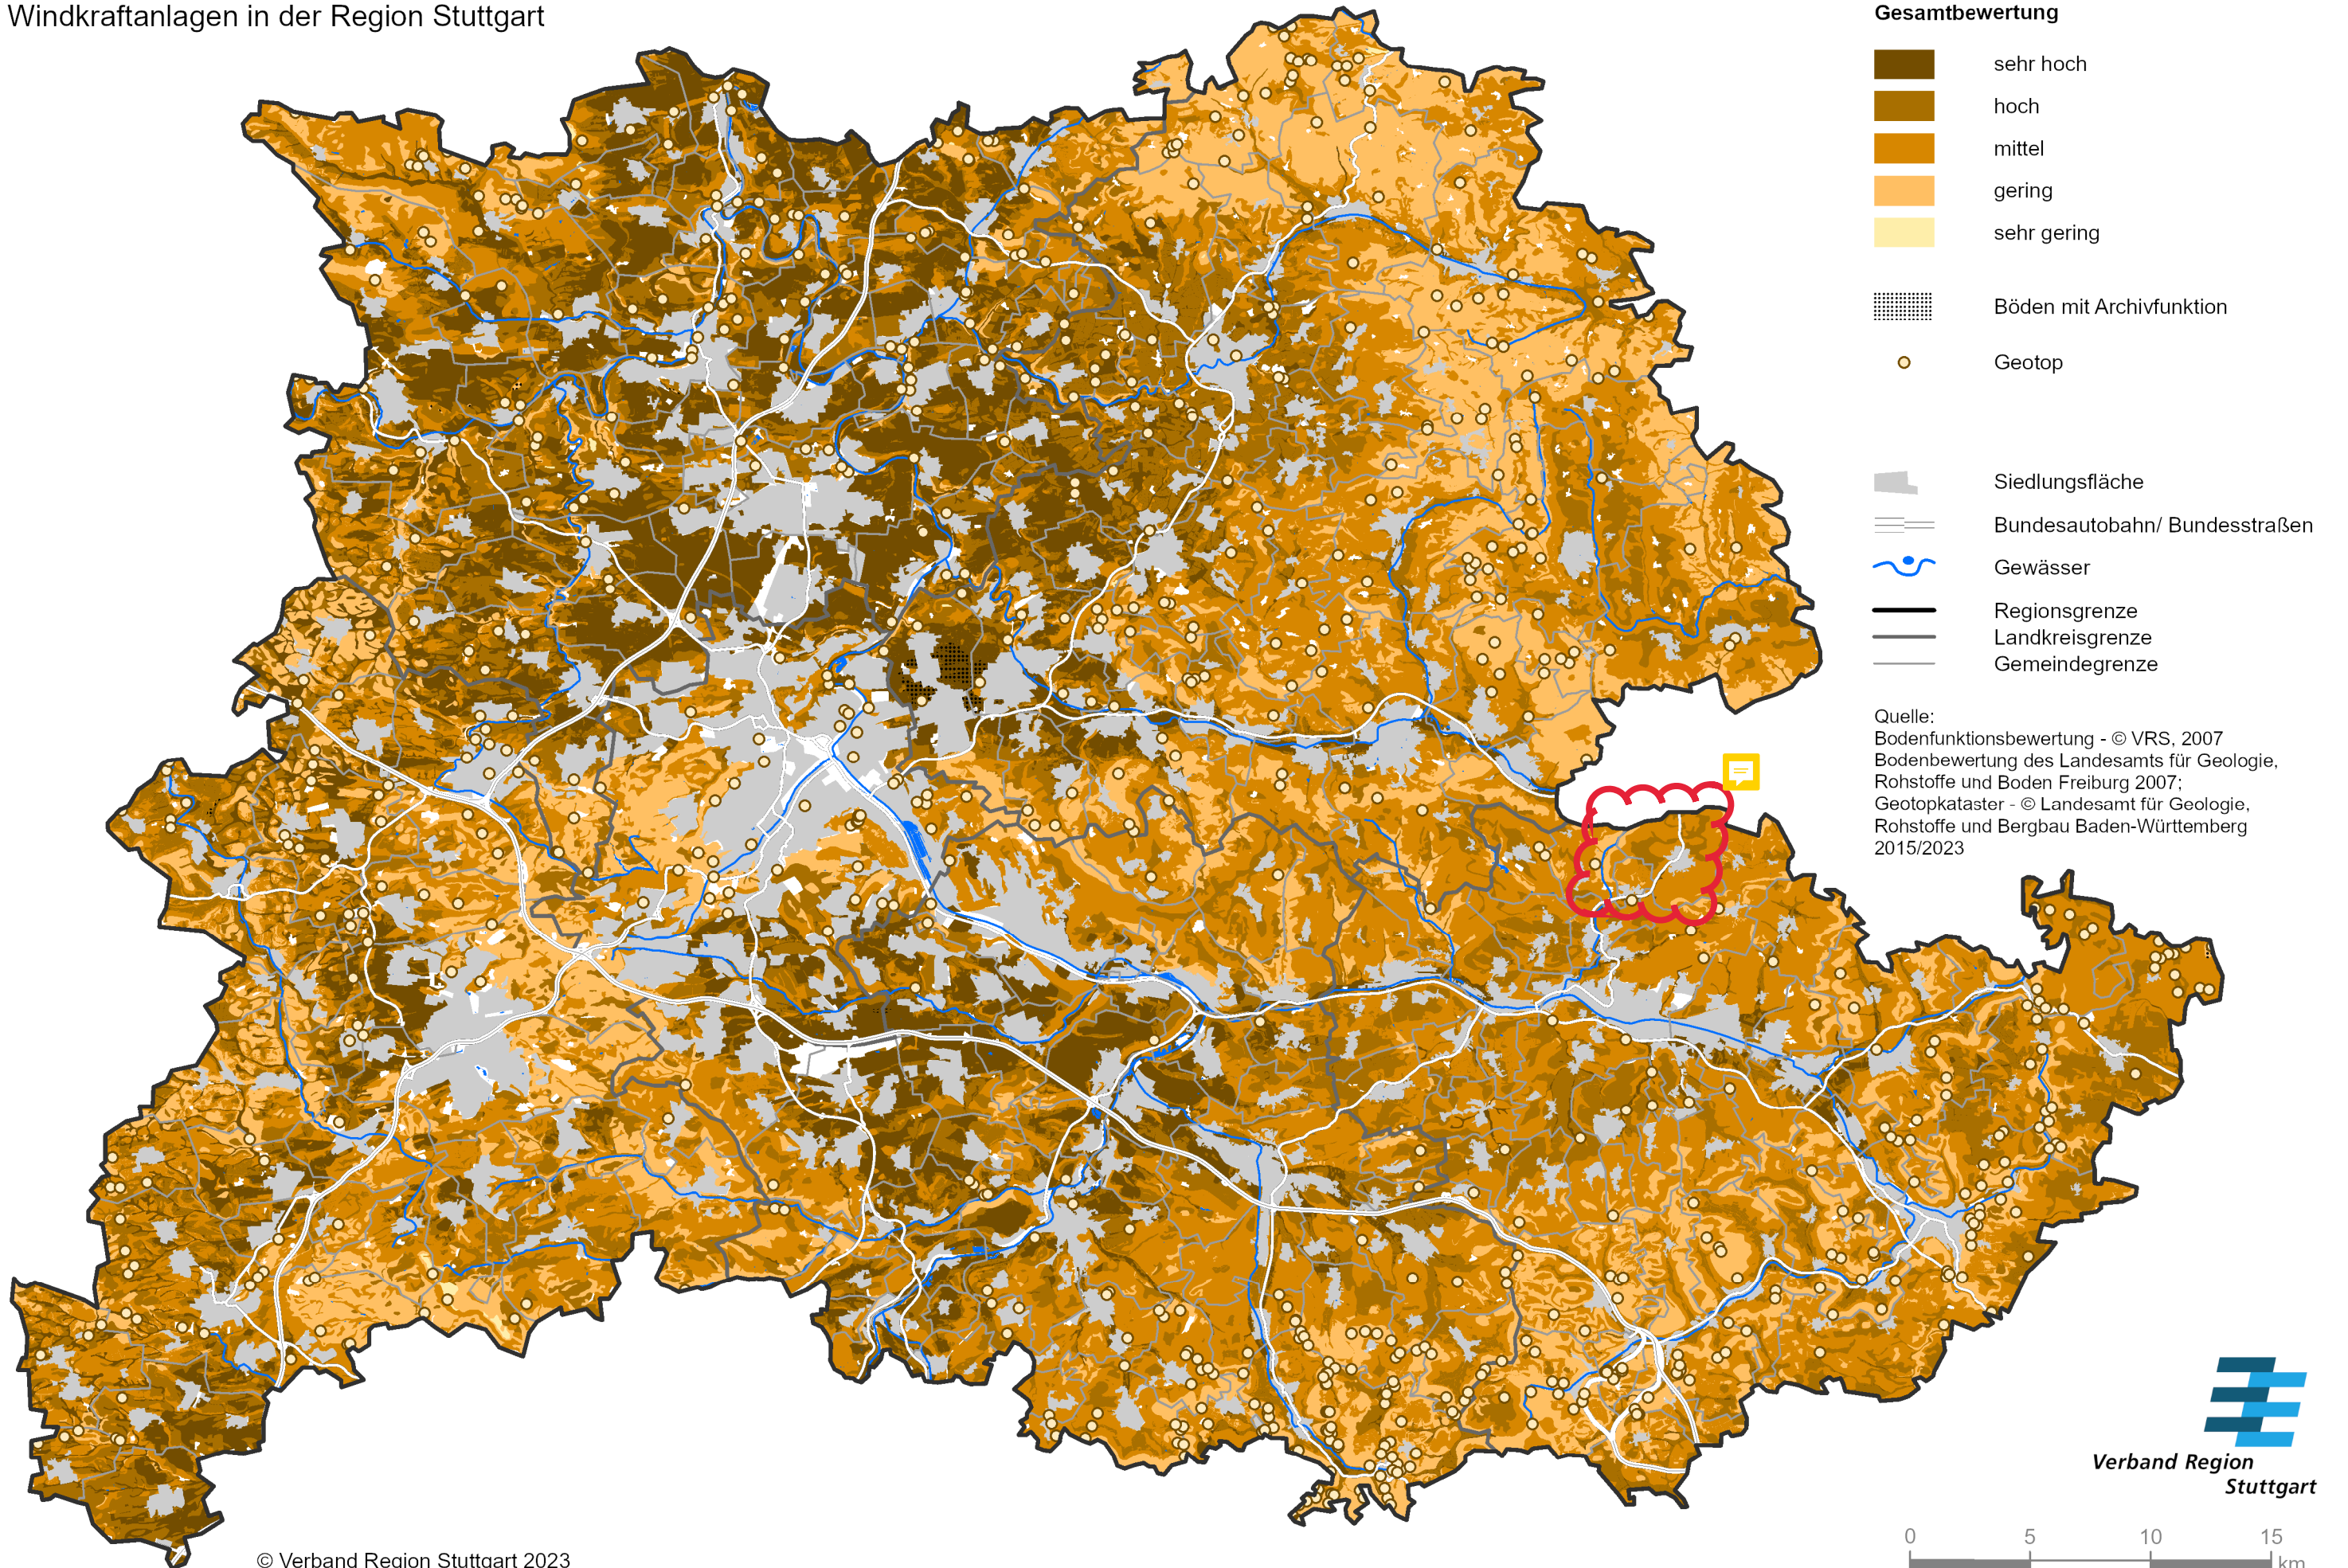 Windkraftanlagen in der Region Stuttgart
Gesamtbewertung
sehr hoch
hoch
mittel
gering
sehr gering
Böden mit Archivfunktion
Geotop
Siedlungsfläche
Bundesautobahn/ Bundesstraßen
Gewässer
Regionsgrenze
Landkreisgrenze
Gemeindegrenze
Quelle:
Bodenfunktionsbewertung - © VRS, 2007
Bodenbewertung des Landesamts für Geologie,
Rohstoffe und Boden Freiburg 2007;
Geotopkataster - © Landesamt für Geologie,
Rohstoffe und Bergbau Baden-Württemberg
2015/2023
Verband Region
Stuttgart
0 5 10 15
km
© Verband Region Stuttgart 2023